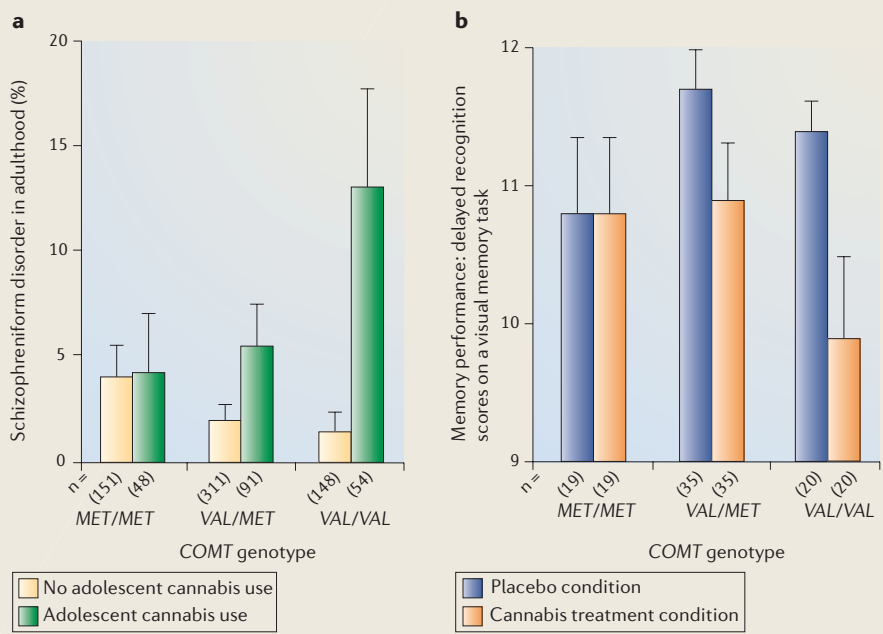 a
Schizophreniform disorder in adulthood (%)
20
15
10
5
0
n = (151) (48) (311) (91) (148) (54)
MET/MET VAL/MET VAL/VAL
COMT genotype
No adolescent cannabis use
Adolescent cannabis use
b
Memory performance: delayed recognition
scores on a visual memory task
12
11
10
9
n = (19) (19) (35) (35) (20) (20)
MET/MET VAL/MET VAL/VAL
COMT genotype
Placebo condition
Cannabis treatment condition